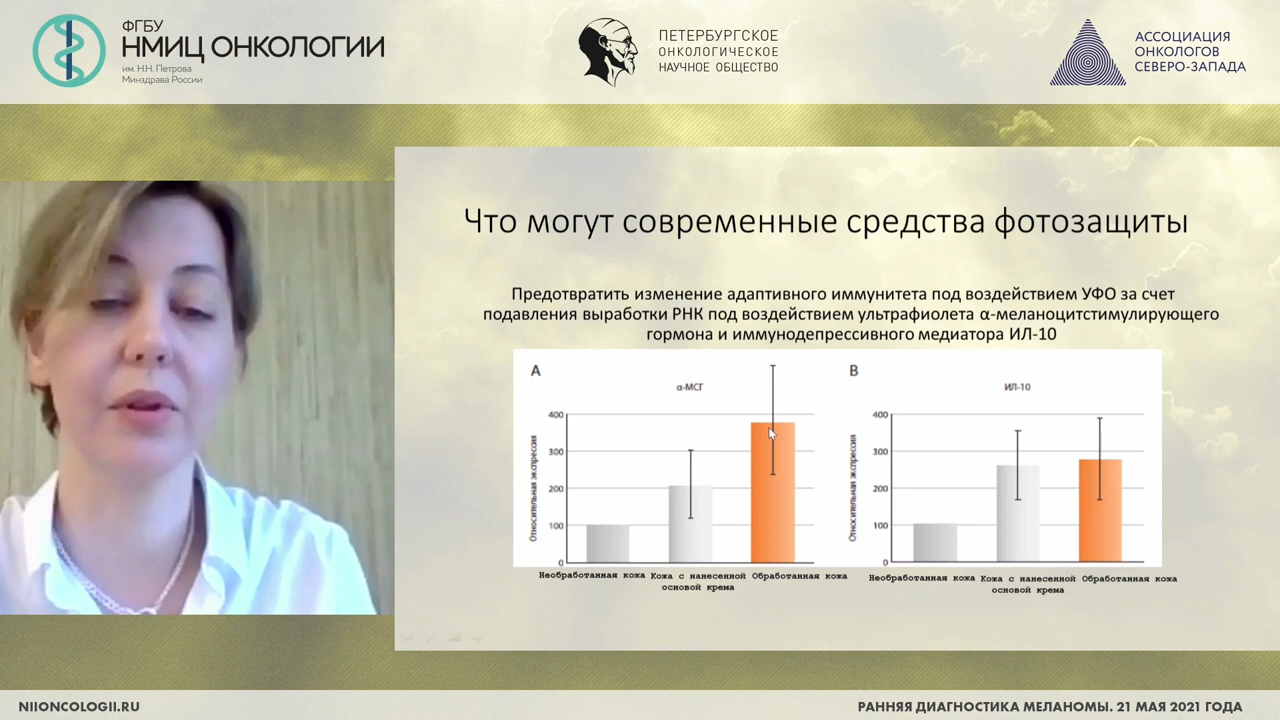 ФГБУ
НМИЦ ОНКОЛОГИИ
им. Н.Н. Петрова
Минздрава России
ПЕТЕРБУРГСКОЕ
ОНКОЛОГИЧЕСКОЕ
НАУЧНОЕ ОБЩЕСТВО
АССОЦИАЦИЯ
ОНКОЛОГОВ
СЕВЕРО-ЗАПАДА
Что могут современные средства фотозащиты
Предотвратить изменение адаптивного иммунитета под воздействием УФО за счет
подавления выработки РНК под воздействием ультрафиолета α-меланоцитстимулирующего
гормона и иммунодепрессивного медиатора ИЛ-10
A
α-МСГ
Относительная экспрессия
400
300
200
100
0
Необработанная кожа
Кожа с нанесенной
основой крема
Обработанная кожа
B
ИЛ-10
Относительная экспрессия
400
300
200
100
0
Необработанная кожа
Кожа с нанесенной
основой крема
Обработанная кожа
NIIONCOLOGII.RU
РАННЯЯ ДИАГНОСТИКА МЕЛАНОМЫ. 21 МАЯ 2021 ГОДА